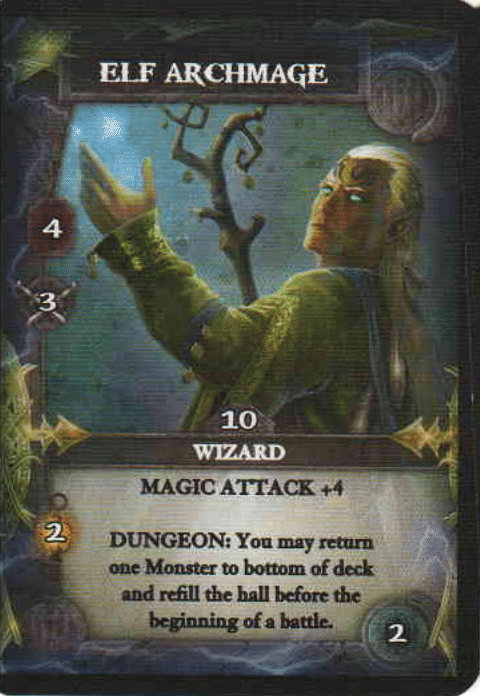 ELF ARCHMAGE
4
3
10
WIZARD
MAGIC ATTACK +4
2
DUNGEON: You may return
one Monster to bottom of deck
and refill the hall before the
beginning of a battle.
2